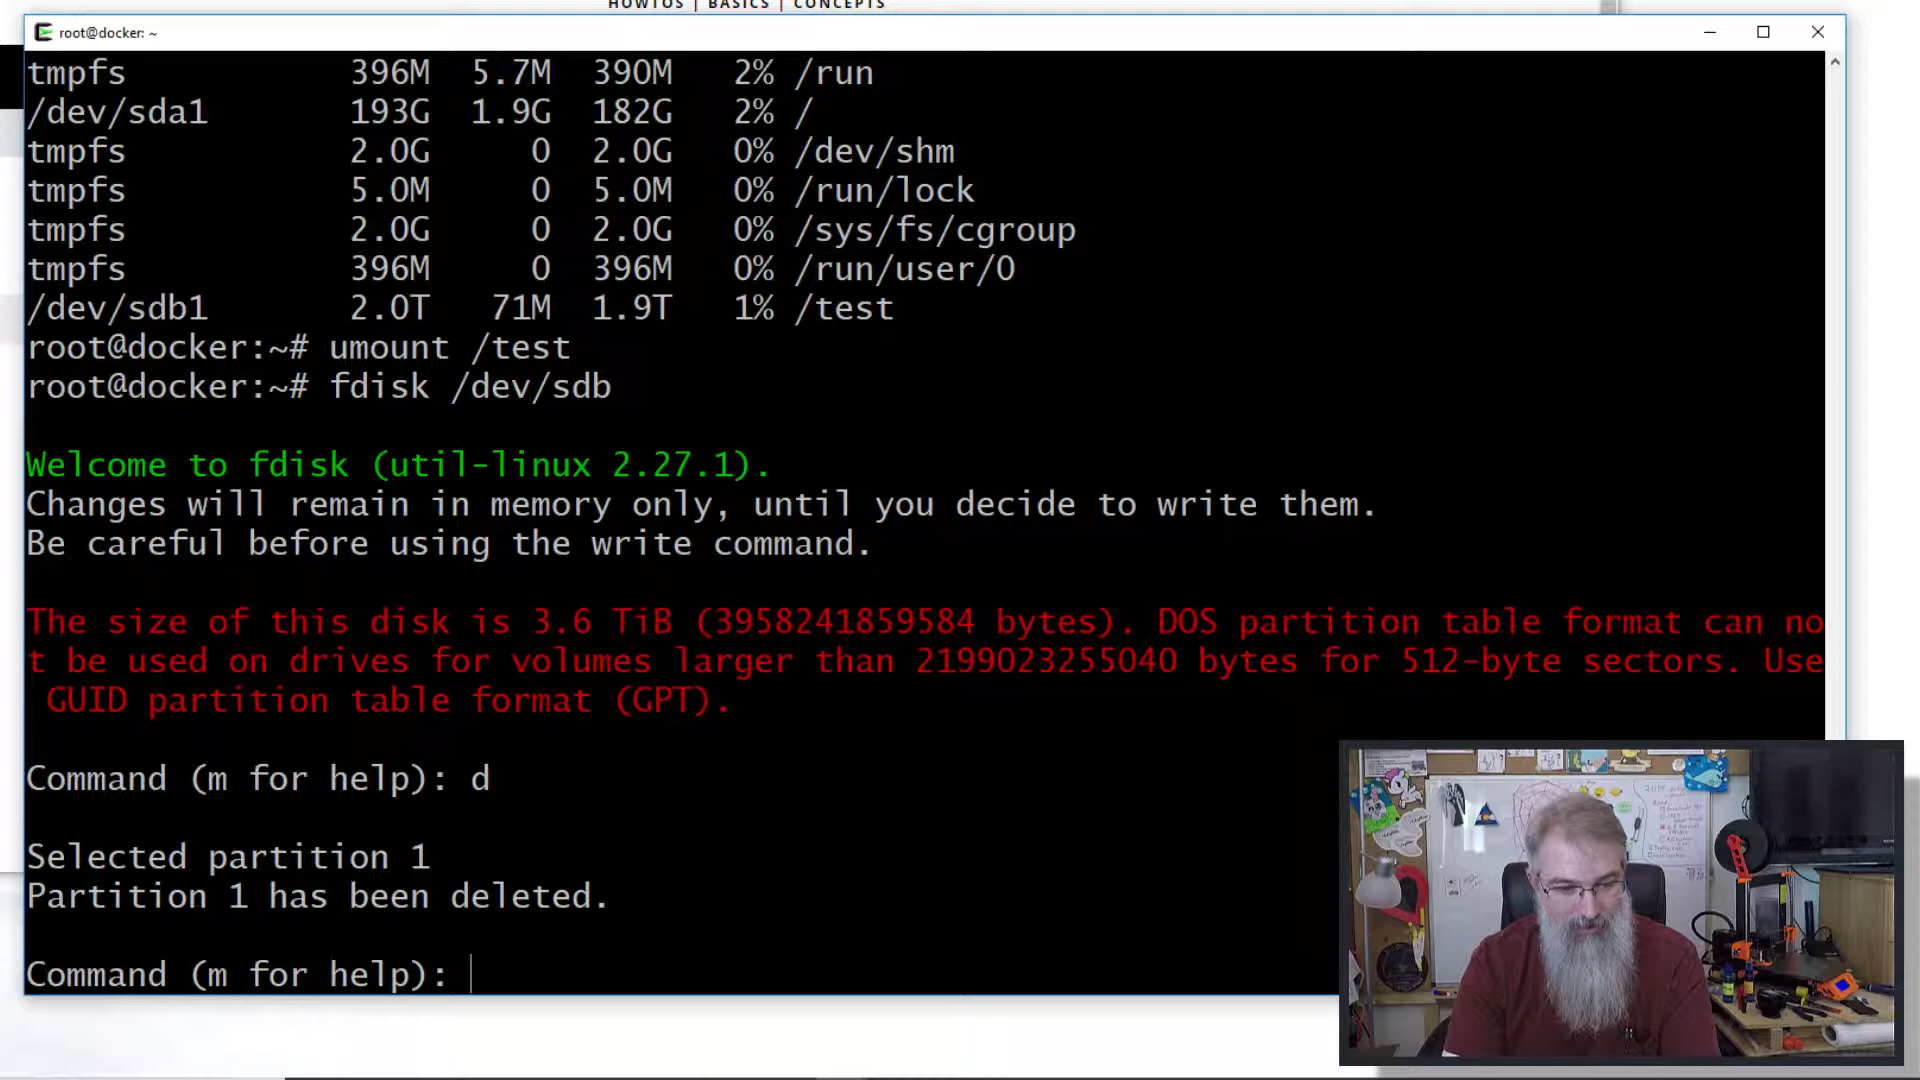 HOWTOS | BASICS | CONCEPTS
root@docker: ~
tmpfs 396M 5.7M 390M 2% /run
/dev/sda1 193G 1.9G 182G 2% /
tmpfs 2.0G 0 2.0G 0% /dev/shm
tmpfs 5.0M 0 5.0M 0% /run/lock
tmpfs 2.0G 0 2.0G 0% /sys/fs/cgroup
tmpfs 396M 0 396M 0% /run/user/0
/dev/sdb1 2.0T 71M 1.9T 1% /test
root@docker:~# umount /test
root@docker:~# fdisk /dev/sdb
Welcome to fdisk (util-linux 2.27.1).
Changes will remain in memory only, until you decide to write them.
Be careful before using the write command.
The size of this disk is 3.6 TiB (3958241859584 bytes). DOS partition table format can no
t be used on drives for volumes larger than 2199023255040 bytes for 512-byte sectors. Use
GUID partition table format (GPT).
Command (m for help): d
Selected partition 1
Partition 1 has been deleted.
Command (m for help):